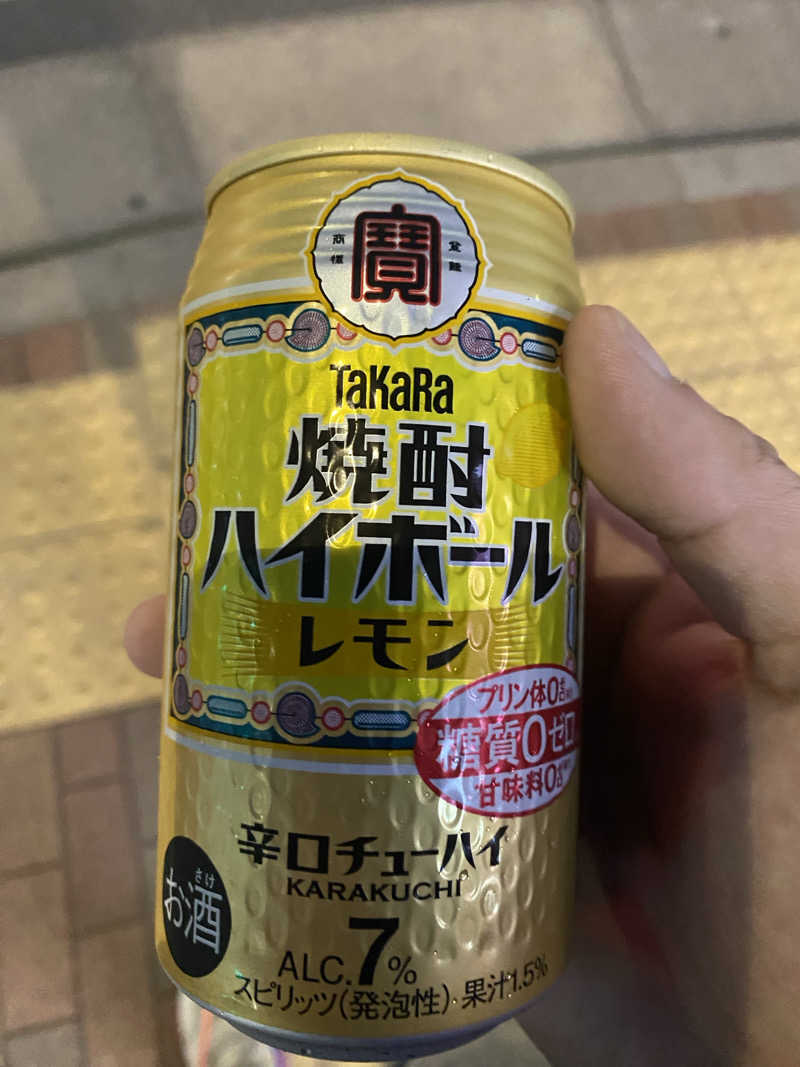 寶
TaKaRa
焼酎
ハイボール
レモン
プリン体0
糖質0ゼロ
甘味料0
辛口チューハイ
KARAKUCHI
さけ
お酒
ALC.7%
スピリッツ(発泡性) 果汁1.5%